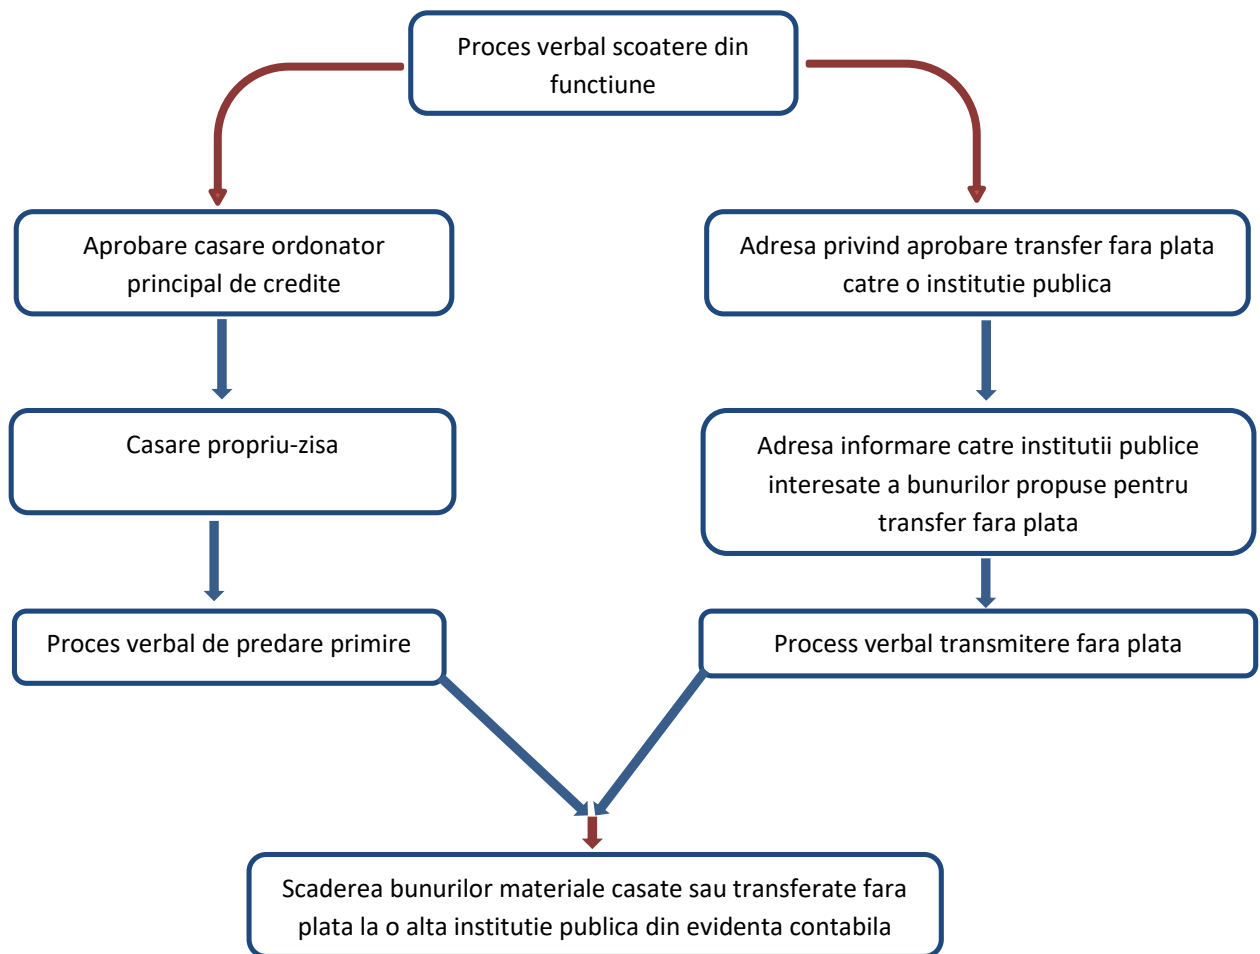 Proces verbal scoatere din
functiune
Aprobare casare ordonator
principal de credite
Adresa privind aprobare transfer fara plata
catre o institutie publica
Casare propriu-zisa
Adresa informare catre institutii publice
interesate a bunurilor propuse pentru
transfer fara plata
Proces verbal de predare primire
Process verbal transmitere fara plata
Scaderea bunurilor materiale casate sau transferate fara
plata la o alta institutie publica din evidenta contabila